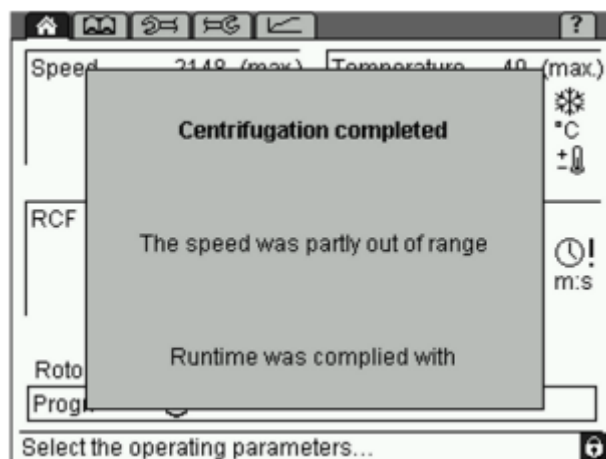 ?
Speed 2148 (max.) Temperature 40 (max.)
Centrifugation completed
°C
The speed was partly out of range
RCF
m:s
Runtime was complied with
Select the operating parameters...